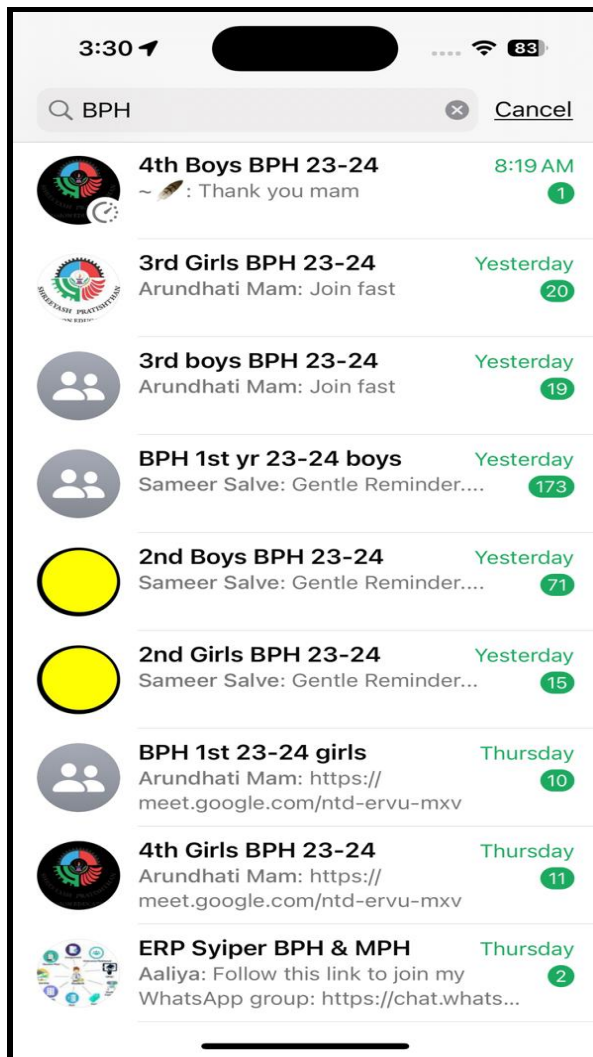 3:30
83
BPH
Cancel
4th Boys BPH 23-24
8:19 AM
~ 🪶: Thank you mam
1
3rd Girls BPH 23-24
Yesterday
Arundhati Mam: Join fast
20
SHREEYASH PRATISHTHAN
3rd boys BPH 23-24
Yesterday
Arundhati Mam: Join fast
19
BPH 1st yr 23-24 boys
Yesterday
Sameer Salve: Gentle Reminder....
173
2nd Boys BPH 23-24
Yesterday
Sameer Salve: Gentle Reminder....
71
2nd Girls BPH 23-24
Yesterday
Sameer Salve: Gentle Reminder...
15
BPH 1st 23-24 girls
Thursday
Arundhati Mam: https://
10
meet.google.com/ntd-ervu-mxv
4th Girls BPH 23-24
Thursday
Arundhati Mam: https://
11
meet.google.com/ntd-ervu-mxv
ERP Syiper BPH & MPH
Thursday
Aaliya: Follow this link to join my
2
WhatsApp group: https://chat.whats...